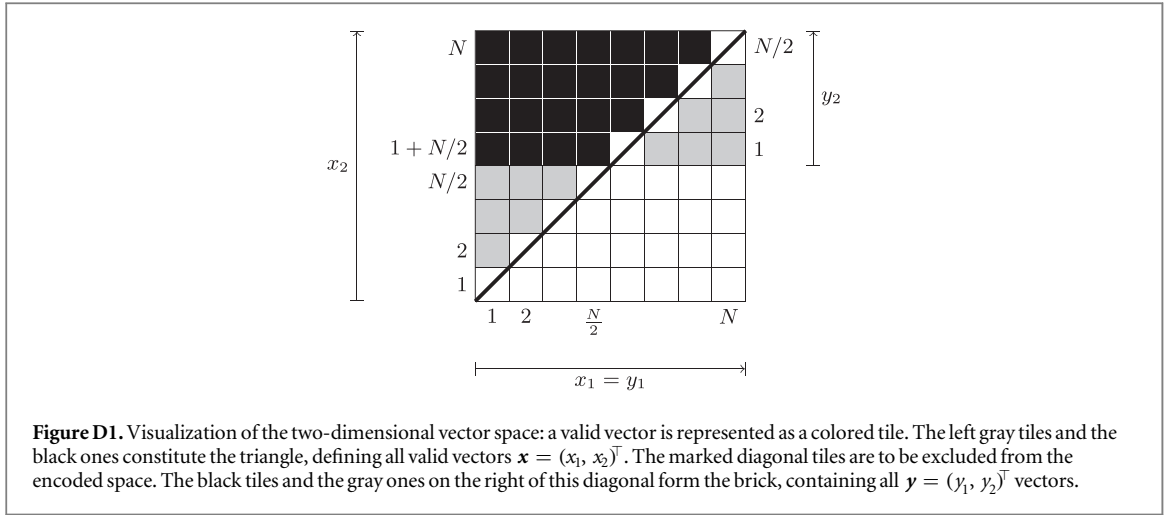 N
N/2
y₂
2
1 + N/2
1
x₂
N/2
2
1
1 2 N/2 N
x₁ = y₁
Figure D1. Visualization of the two-dimensional vector space: a valid vector is represented as a colored tile. The left gray tiles and the
black ones constitute the triangle, defining all valid vectors x = (x₁, x₂)⊤. The marked diagonal tiles are to be excluded from the
encoded space. The black tiles and the gray ones on the right of this diagonal form the brick, containing all y = (y₁, y₂)⊤ vectors.